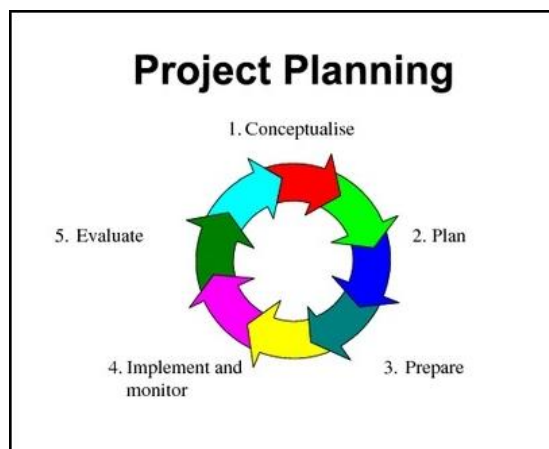 Project Planning
1. Conceptualise
2. Plan
3. Prepare
4. Implement and
monitor
5. Evaluate